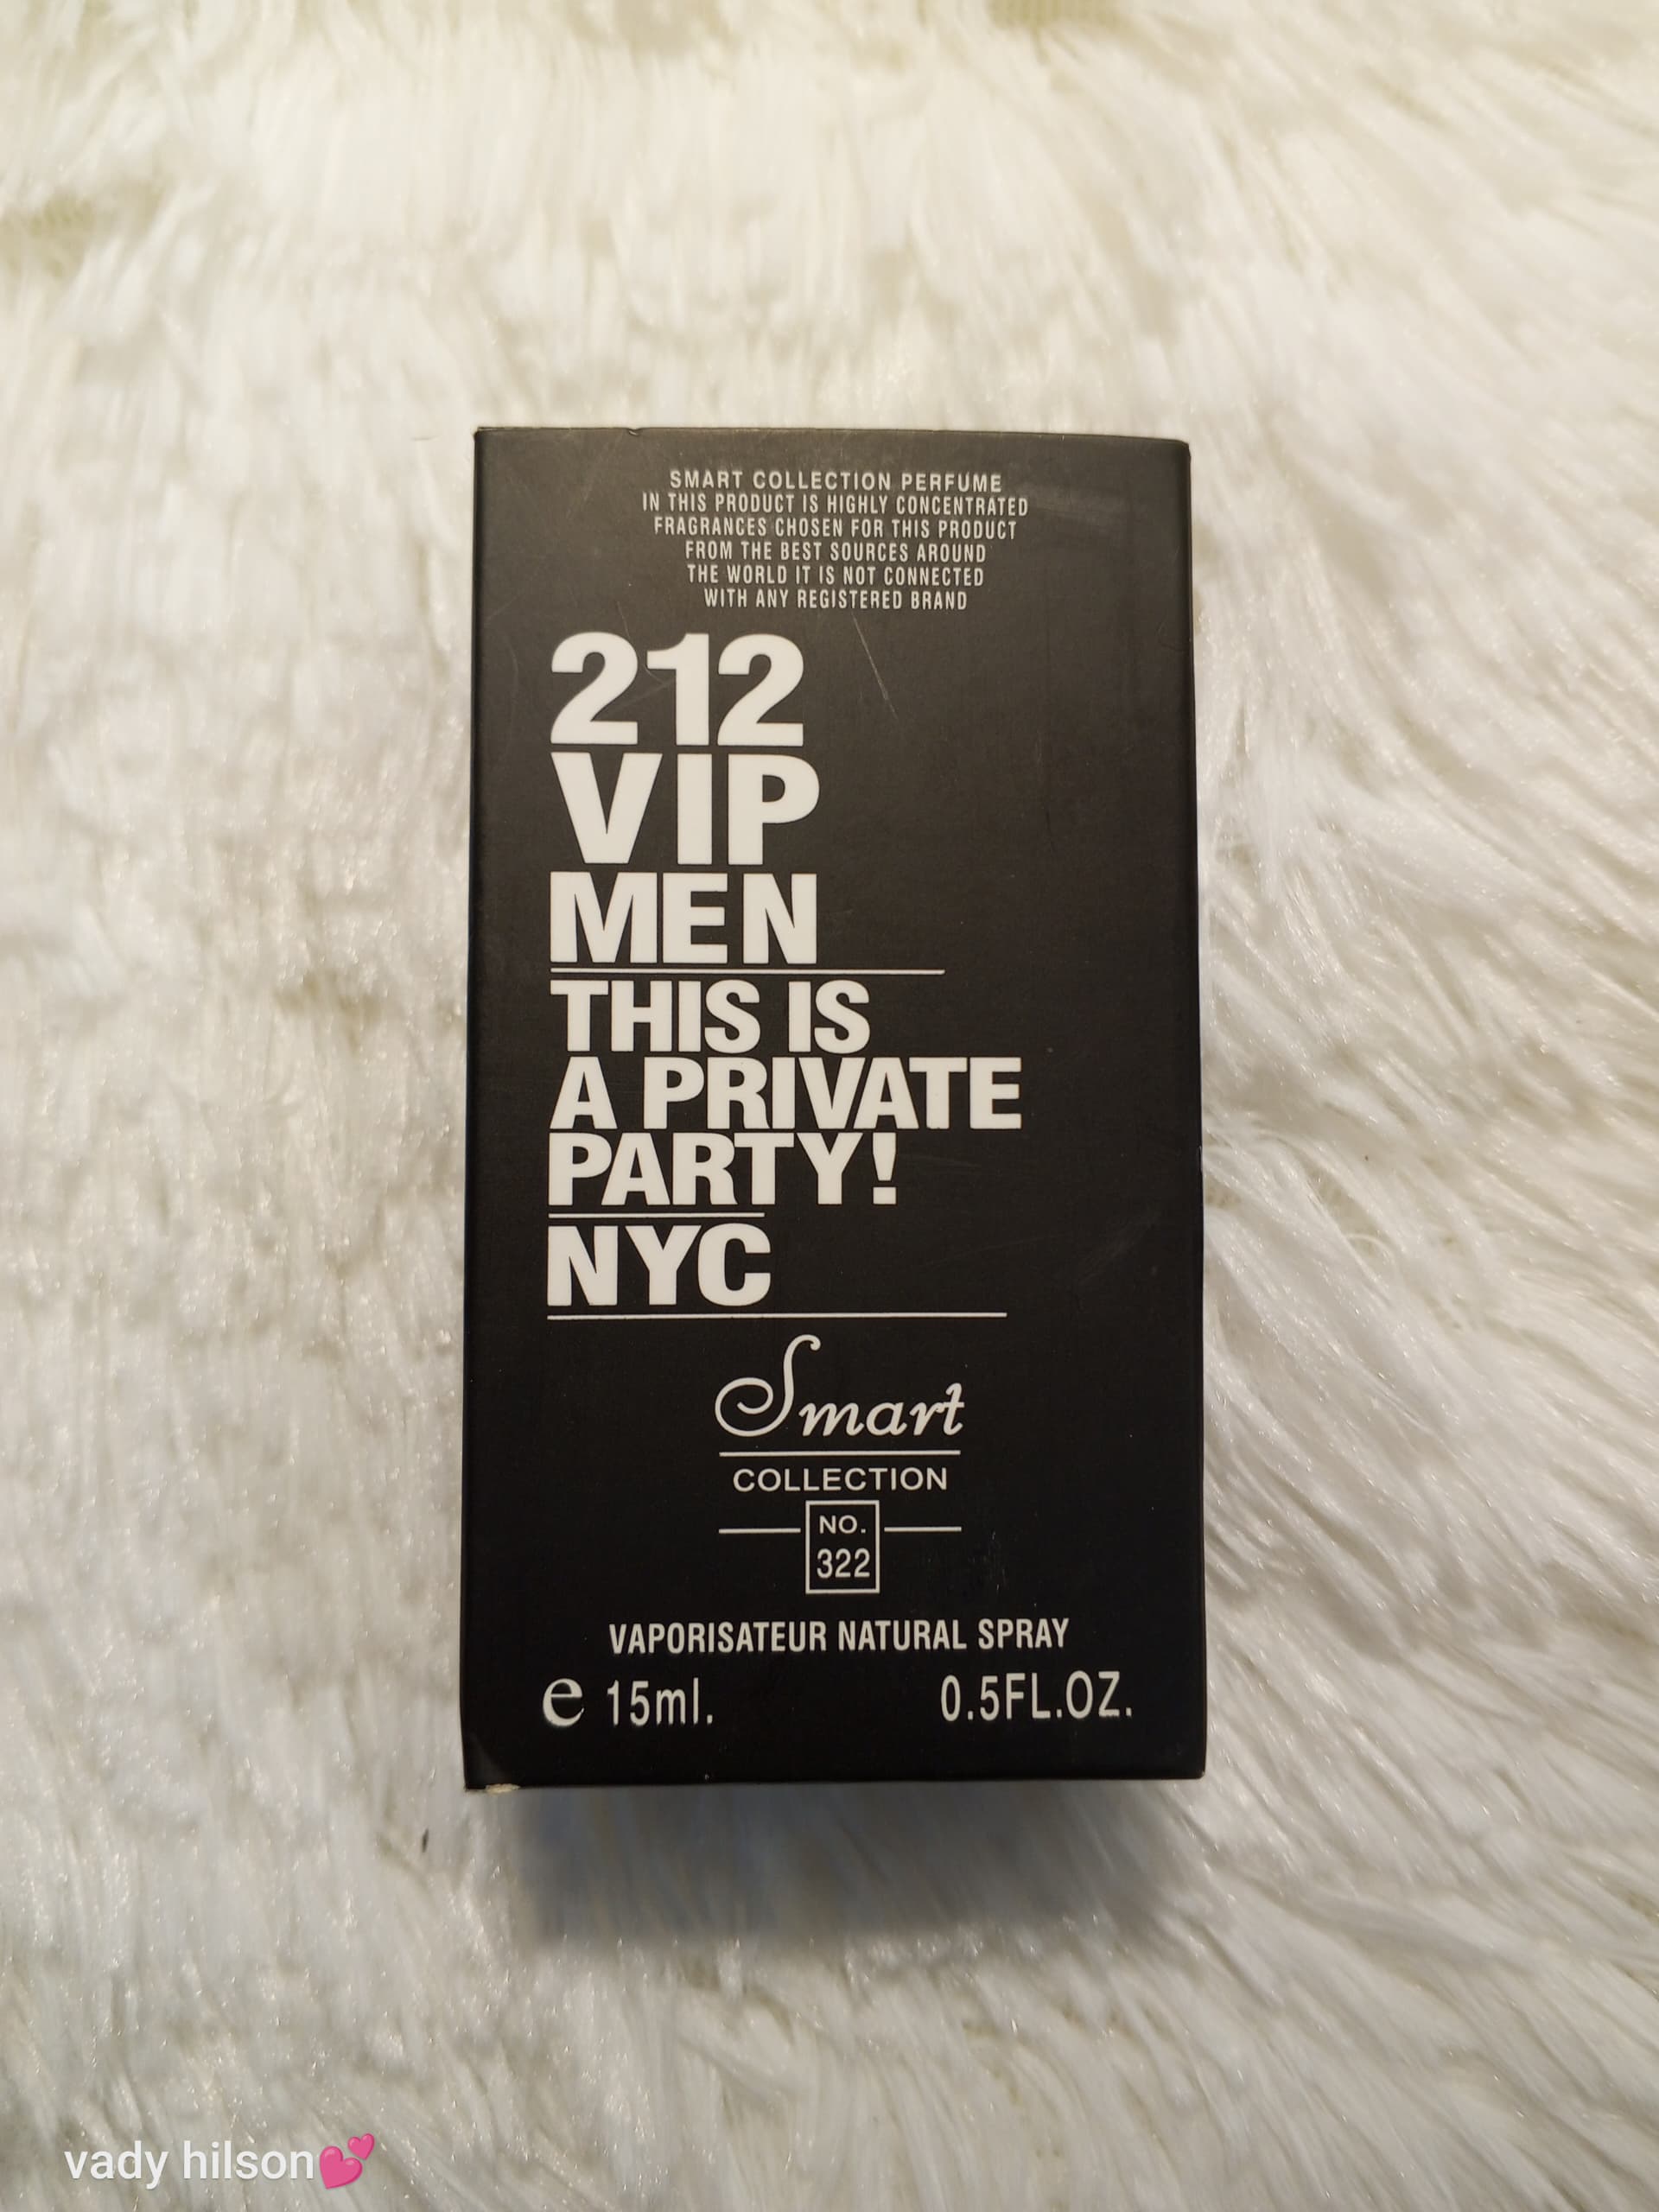 SMART COLLECTION PERFUME
IN THIS PRODUCT IS HIGHLY CONCENTRATED
FRAGRANCES CHOSEN FOR THIS PRODUCT
FROM THE BEST SOURCES AROUND
THE WORLD IT IS NOT CONNECTED
WITH ANY REGISTERED BRAND
212
VIP
MEN
THIS IS
A PRIVATE
PARTY!
NYC
Smart
COLLECTION
NO.
322
VAPORISATEUR NATURAL SPRAY
e 15ml. 0.5FL.OZ.
vady hilson💕